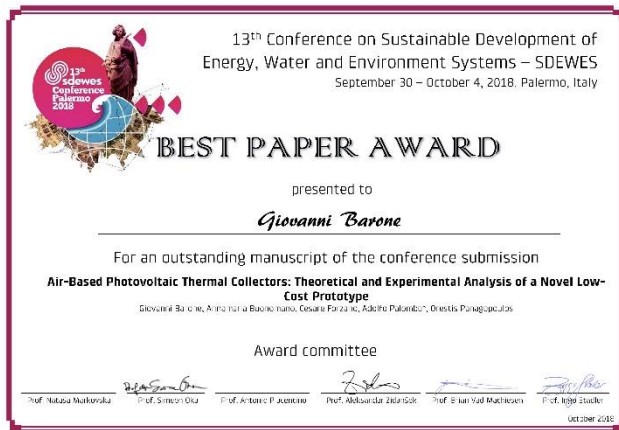 13th
sdewes
Conference
Palermo
2018
13th Conference on Sustainable Development of
Energy, Water and Environment Systems – SDEWES
September 30 – October 4, 2018. Palermo, Italy
BEST PAPER AWARD
presented to
Giovanni Barone
For an outstanding manuscript of the conference submission
Air-Based Photovoltaic Thermal Collectors: Theoretical and Experimental Analysis of a Novel Low-
Cost Prototype
Giovanni Barone, Annamaria Buonomano, Cesare Forzano, Adolfo Palombo*, Orestis Panagopoulos
Award committee
Prof. Natasa Markovska Prof. Simeon Oka Prof. Antonio Piacentino Prof. Aleksander Zidanšek Prof. Brian Vad Mathiesen Prof. Ingo Stadler
October 2018